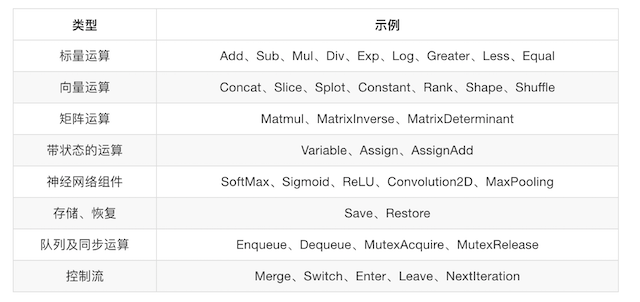 类型 示例
标量运算 Add、Sub、Mul、Div、Exp、Log、Greater、Less、Equal
向量运算 Concat、Slice、Splot、Constant、Rank、Shape、Shuffle
矩阵运算 Matmul、MatrixInverse、MatrixDeterminant
带状态的运算 Variable、Assign、AssignAdd
神经网络组件 SoftMax、Sigmoid、ReLU、Convolution2D、MaxPooling
存储、恢复 Save、Restore
队列及同步运算 Enqueue、Dequeue、MutexAcquire、MutexRelease
控制流 Merge、Switch、Enter、Leave、NextIteration